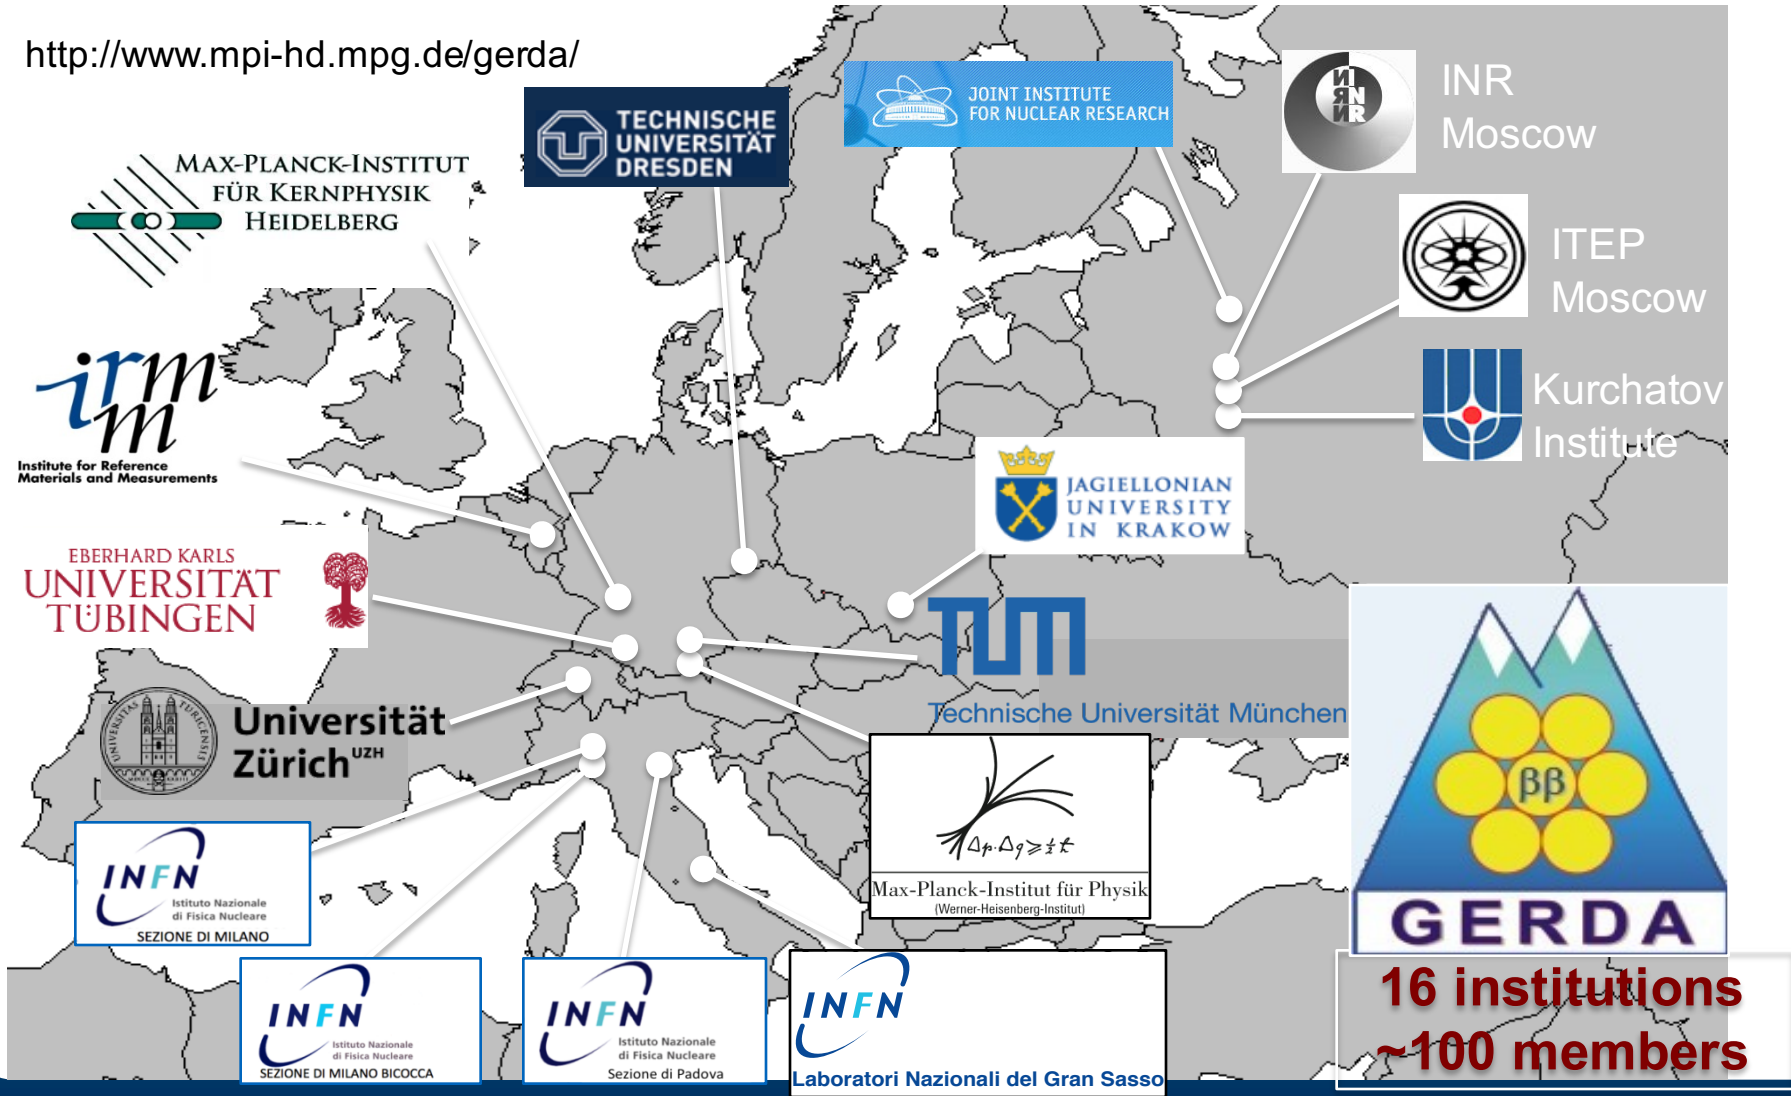 http://www.mpi-hd.mpg.de/gerda/
TECHNISCHE
UNIVERSITÄT
DRESDEN
JOINT INSTITUTE
FOR NUCLEAR RESEARCH
INR
Moscow
MAX-PLANCK-INSTITUT
FÜR KERNPHYSIK
HEIDELBERG
ITEP
Moscow
irmm
Institute for Reference
Materials and Measurements
Kurchatov
Institute
JAGIELLONIAN
UNIVERSITY
IN KRAKOW
EBERHARD KARLS
UNIVERSITÄT
TÜBINGEN
TUM
Technische Universität München
Universität
Zürich UZH
Δp·Δq≥½ℏ
Max-Planck-Institut für Physik
(Werner-Heisenberg-Institut)
ββ
GERDA
INFN
Istituto Nazionale
di Fisica Nucleare
SEZIONE DI MILANO
INFN
Istituto Nazionale
di Fisica Nucleare
SEZIONE DI MILANO BICOCCA
INFN
Istituto Nazionale
di Fisica Nucleare
Sezione di Padova
INFN
Laboratori Nazionali del Gran Sasso
16 institutions
~100 members